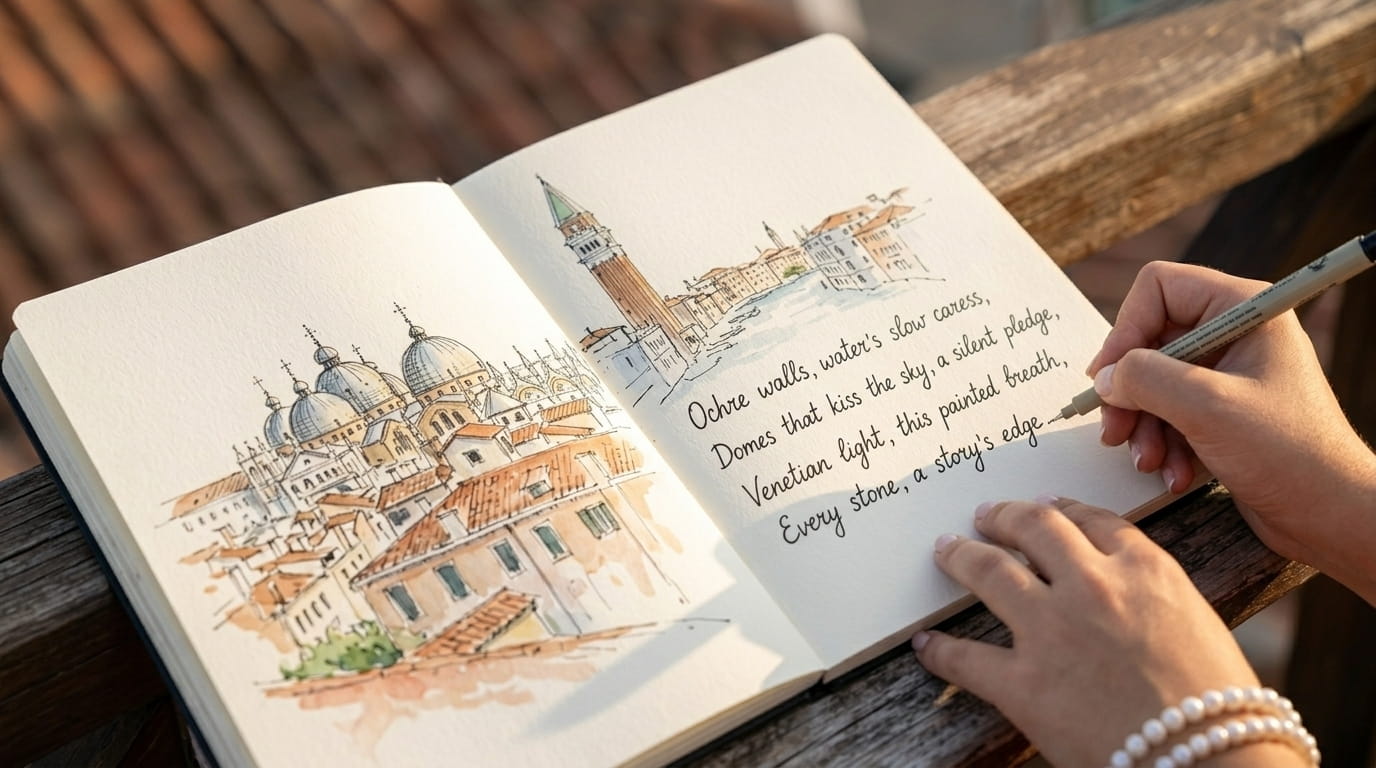 Ochre walls, water's slow caress,
Domes that kiss the sky, a silent pledge,
Venetian light, this painted breath,
Every stone, a story's edge